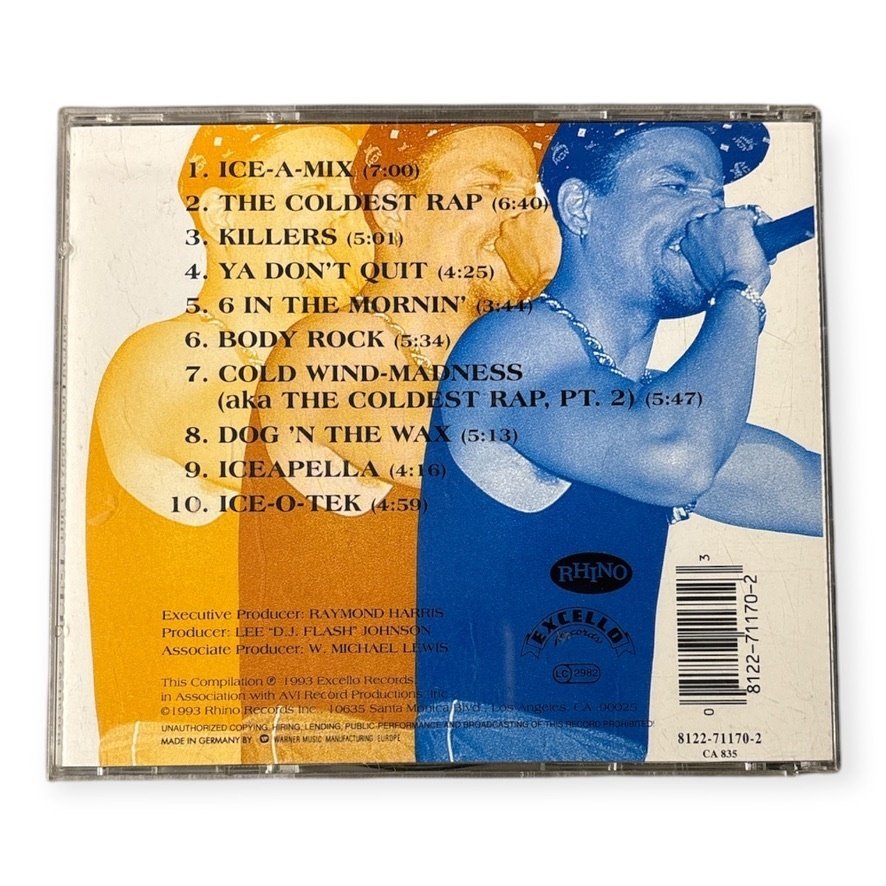 1. ICE-A-MIX (7:00)
2. THE COLDEST RAP (6:40)
3. KILLERS (5:01)
4. YA DON'T QUIT (4:25)
5. 6 IN THE MORNIN' (3:44)
6. BODY ROCK (5:34)
7. COLD WIND-MADNESS
(aka THE COLDEST RAP, PT. 2) (5:47)
8. DOG 'N THE WAX (5:13)
9. ICEAPELLA (4:16)
10. ICE-O-TEK (4:59)
RHINO
EXCELLO
Records
LC 2982
Executive Producer: RAYMOND HARRIS
Producer: LEE "D.J. FLASH" JOHNSON
Associate Producer: W. MICHAEL LEWIS
This Compilation ℗ 1993 Excello Records,
in Association with AVI Record Productions, Inc.
©1993 Rhino Records Inc., 10635 Santa Monica Blvd., Los Angeles, CA 90025
UNAUTHORIZED COPYING, HIRING, LENDING, PUBLIC PERFORMANCE AND BROADCASTING OF THIS RECORD PROHIBITED!
MADE IN GERMANY BY WARNER MUSIC MANUFACTURING EUROPE
0 8122-71170-2 3
8122-71170-2
CA 835